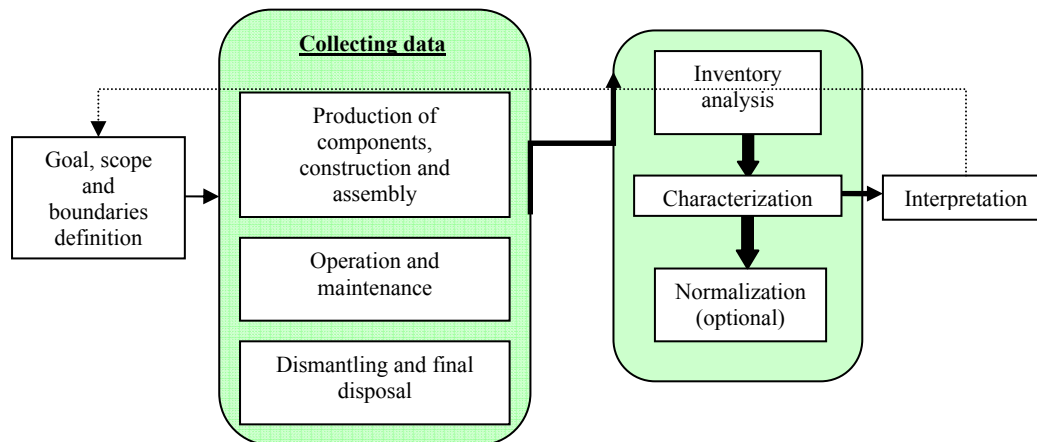 Goal, scope
and
boundaries
definition
Collecting data
Production of
components,
construction and
assembly
Operation and
maintenance
Dismantling and final
disposal
Inventory
analysis
Characterization
Normalization
(optional)
Interpretation